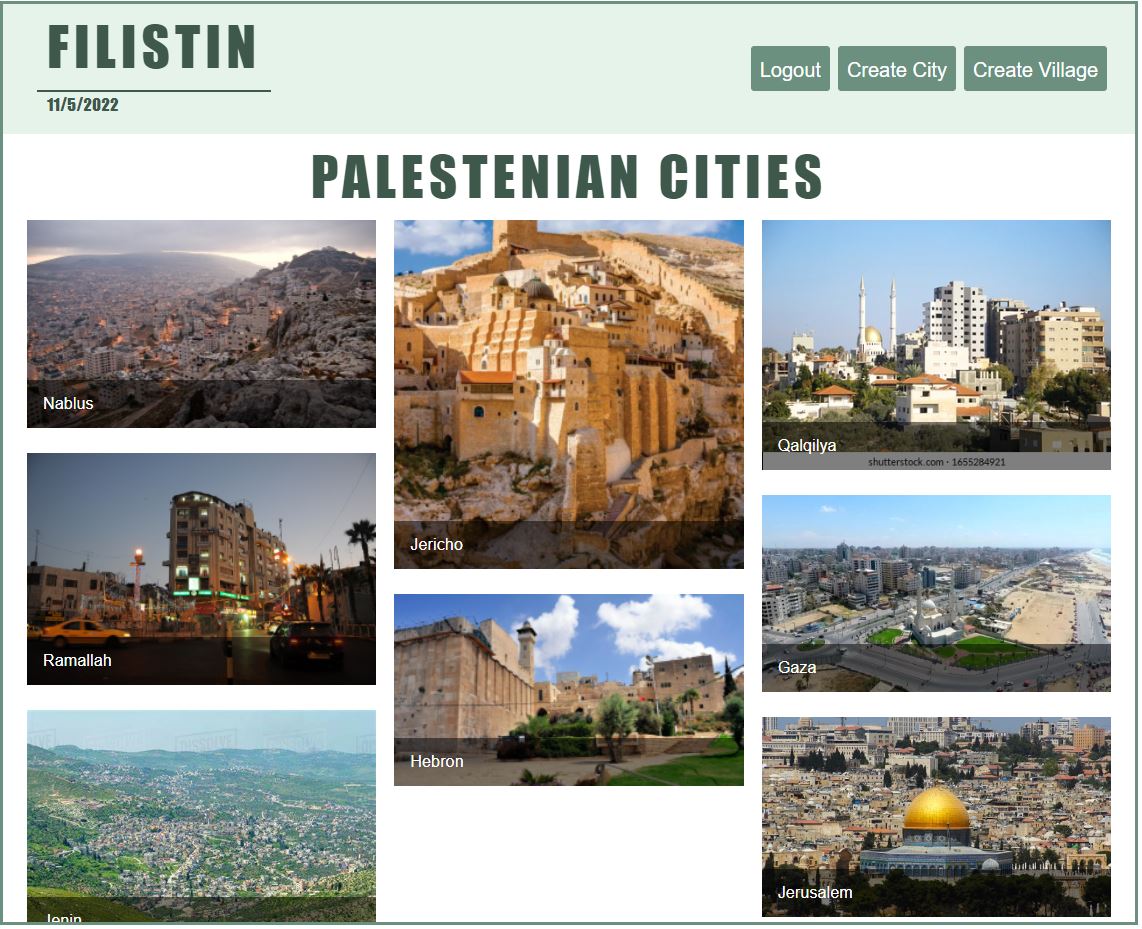 FILISTIN
11/5/2022
Logout Create City Create Village
PALESTENIAN CITIES
Nablus
Jericho
Qalqilya
shutterstock.com · 1655284921
Ramallah
Hebron
Gaza
DISSOLVE
Jenin
Jerusalem